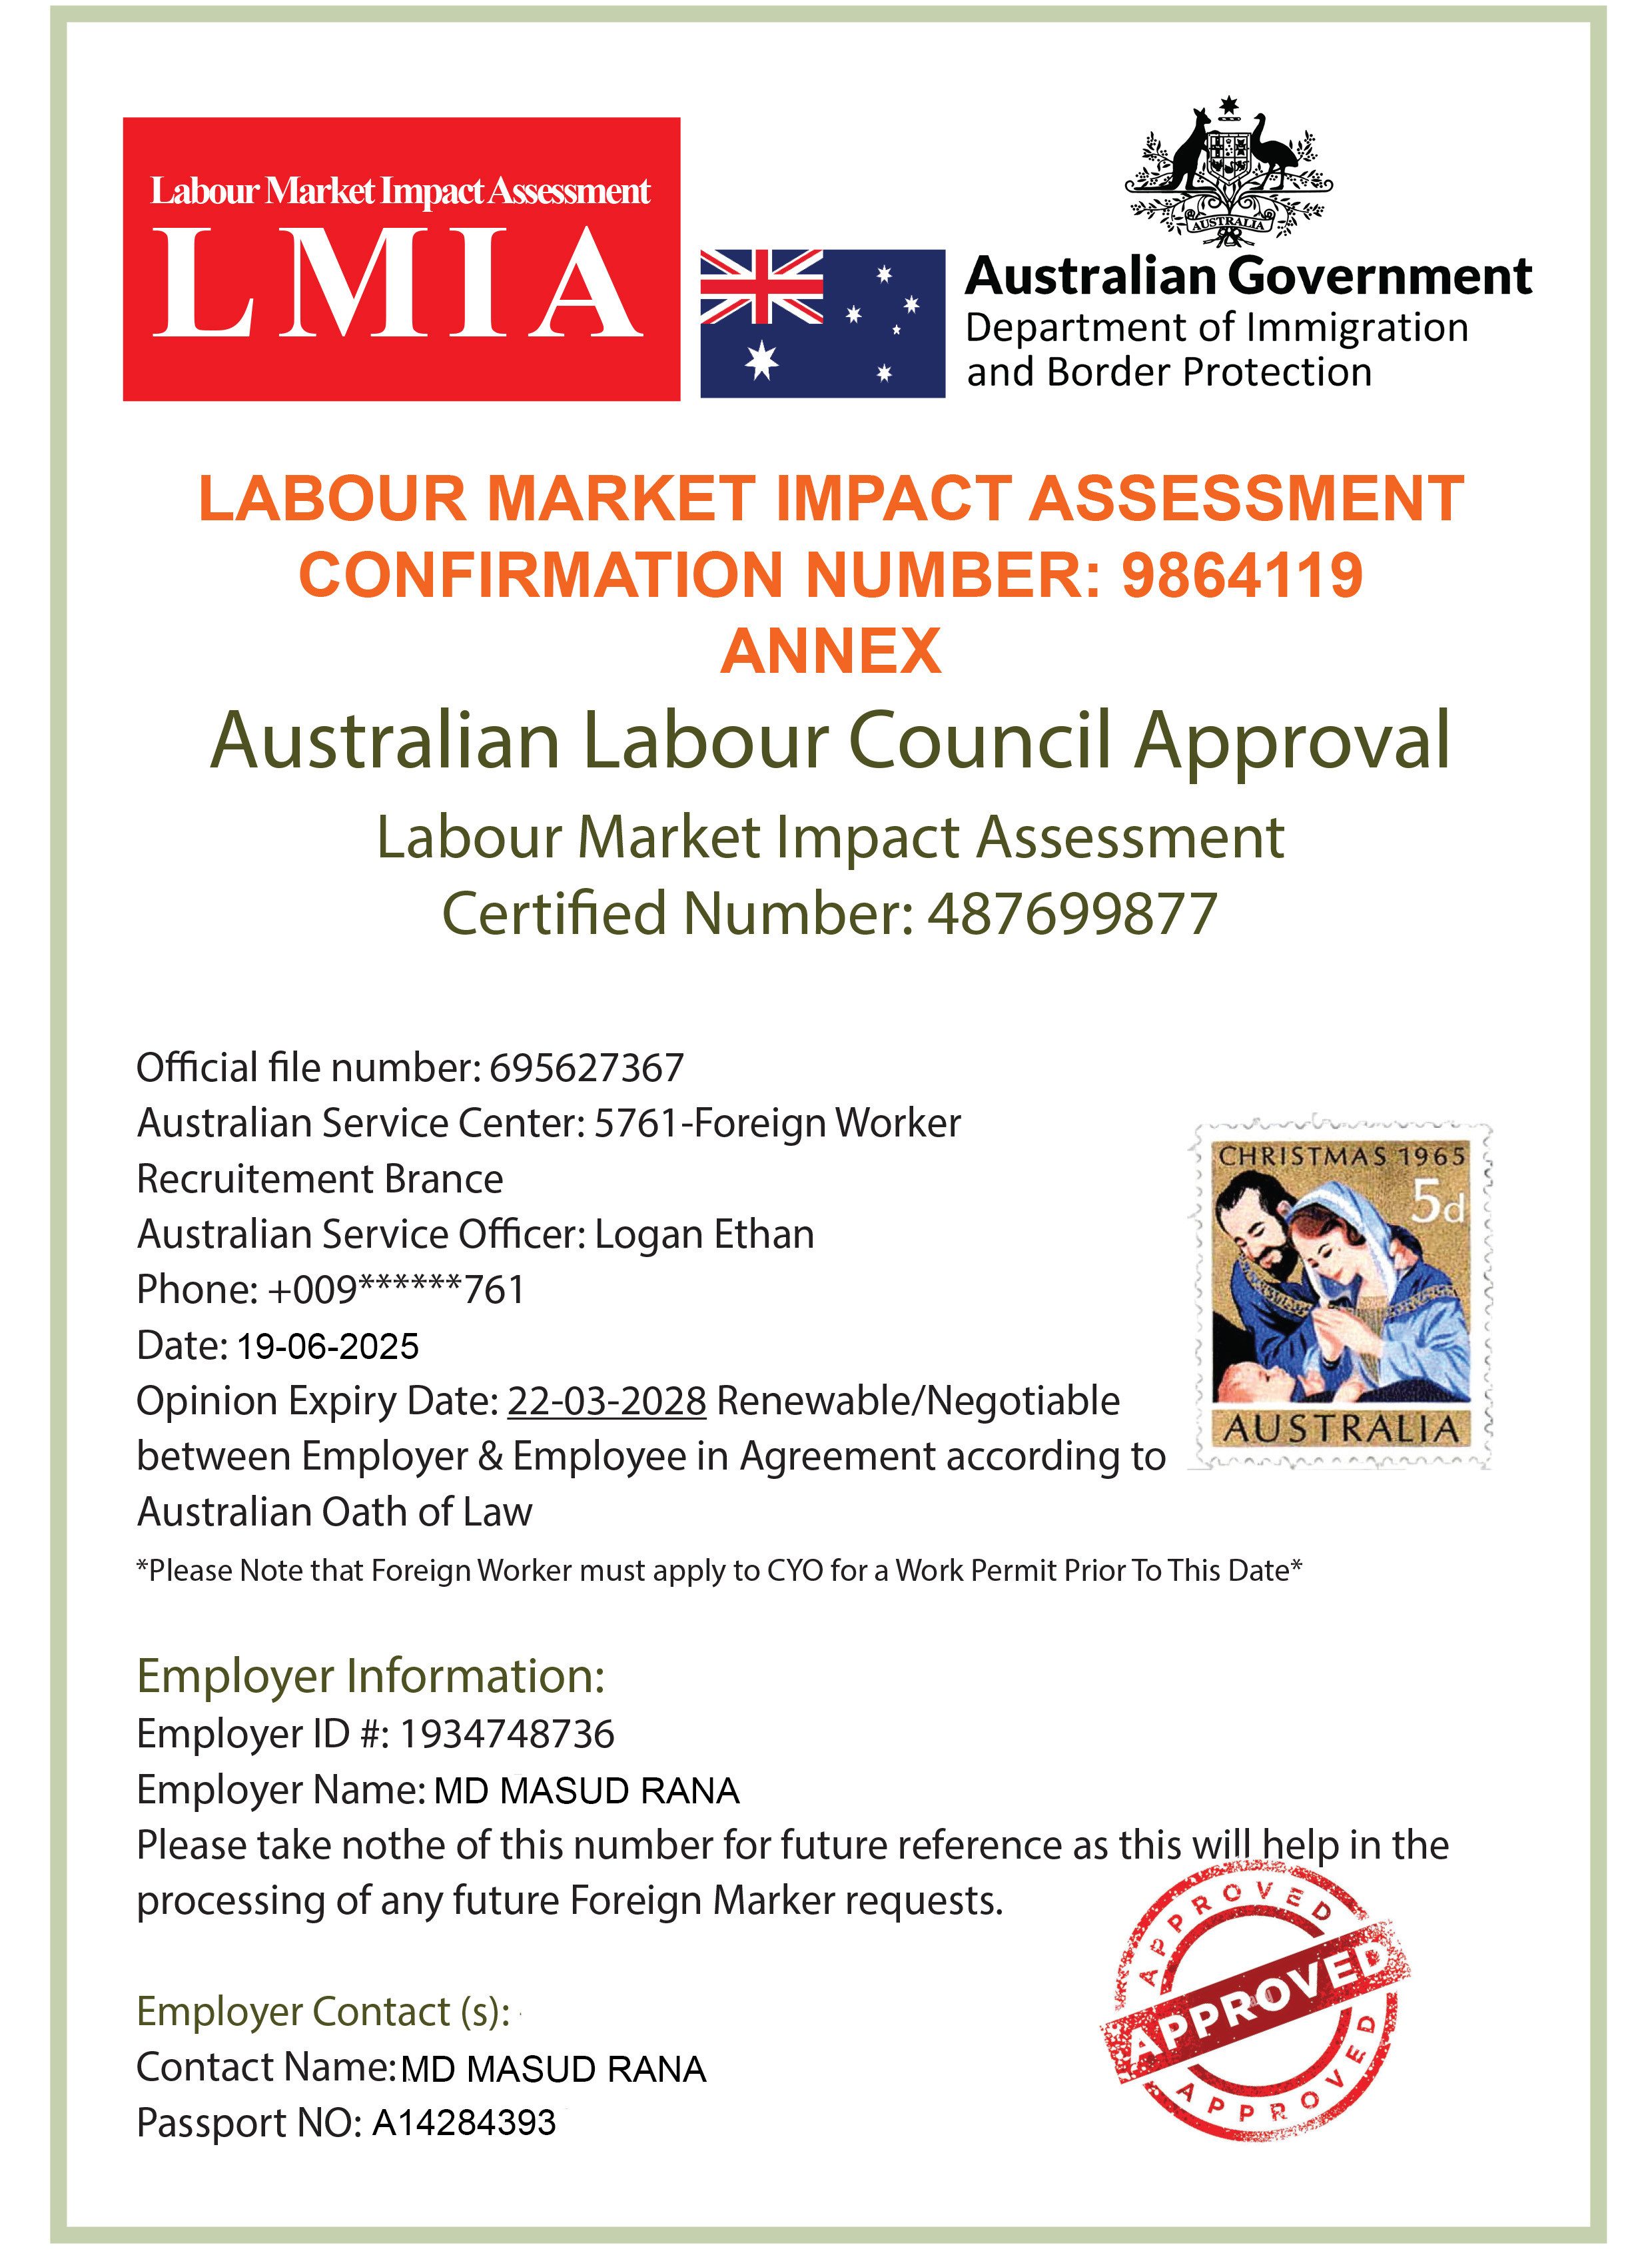 Labour Market Impact Assessment
LMIA
AUSTRALIA
Australian Government
Department of Immigration
and Border Protection
LABOUR MARKET IMPACT ASSESSMENT
CONFIRMATION NUMBER: 9864119
ANNEX
Australian Labour Council Approval
Labour Market Impact Assessment
Certified Number: 487699877
Official file number: 695627367
Australian Service Center: 5761-Foreign Worker
Recruitement Brance
Australian Service Officer: Logan Ethan
Phone: +009******761
Date: 19-06-2025
Opinion Expiry Date: 22-03-2028 Renewable/Negotiable
between Employer & Employee in Agreement according to
Australian Oath of Law
CHRISTMAS 1965
5d
AUSTRALIA
*Please Note that Foreign Worker must apply to CYO for a Work Permit Prior To This Date*
Employer Information:
Employer ID #: 1934748736
Employer Name: MD MASUD RANA
Please take nothe of this number for future reference as this will help in the
processing of any future Foreign Marker requests.
Employer Contact (s):
Contact Name:MD MASUD RANA
Passport NO: A14284393
APPROVED
APPROVED
APPROVED